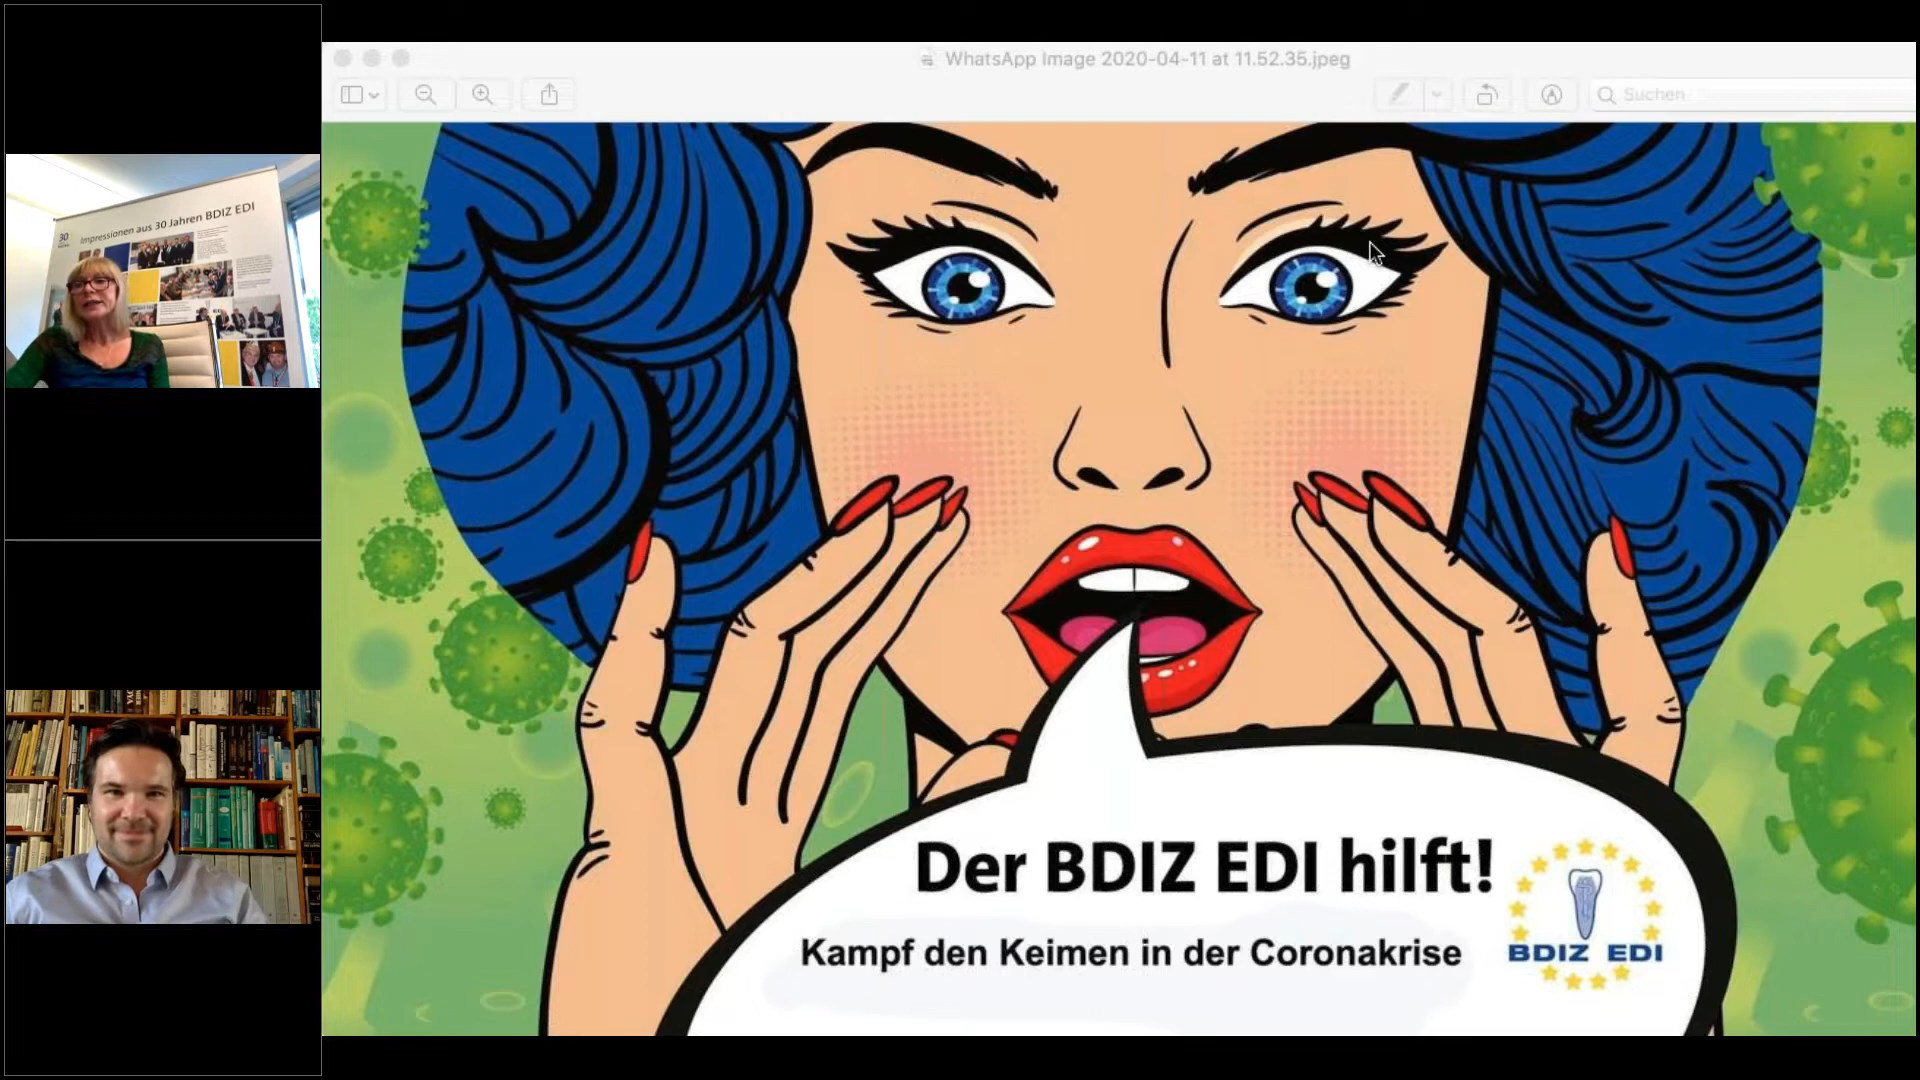 WhatsApp Image 2020-04-11 at 11.52.35.jpeg
Suchen
30
Impressionen aus 30 Jahren BDIZ EDI
Der BDIZ EDI hilft!
Kampf den Keimen in der Coronakrise
BDIZ EDI